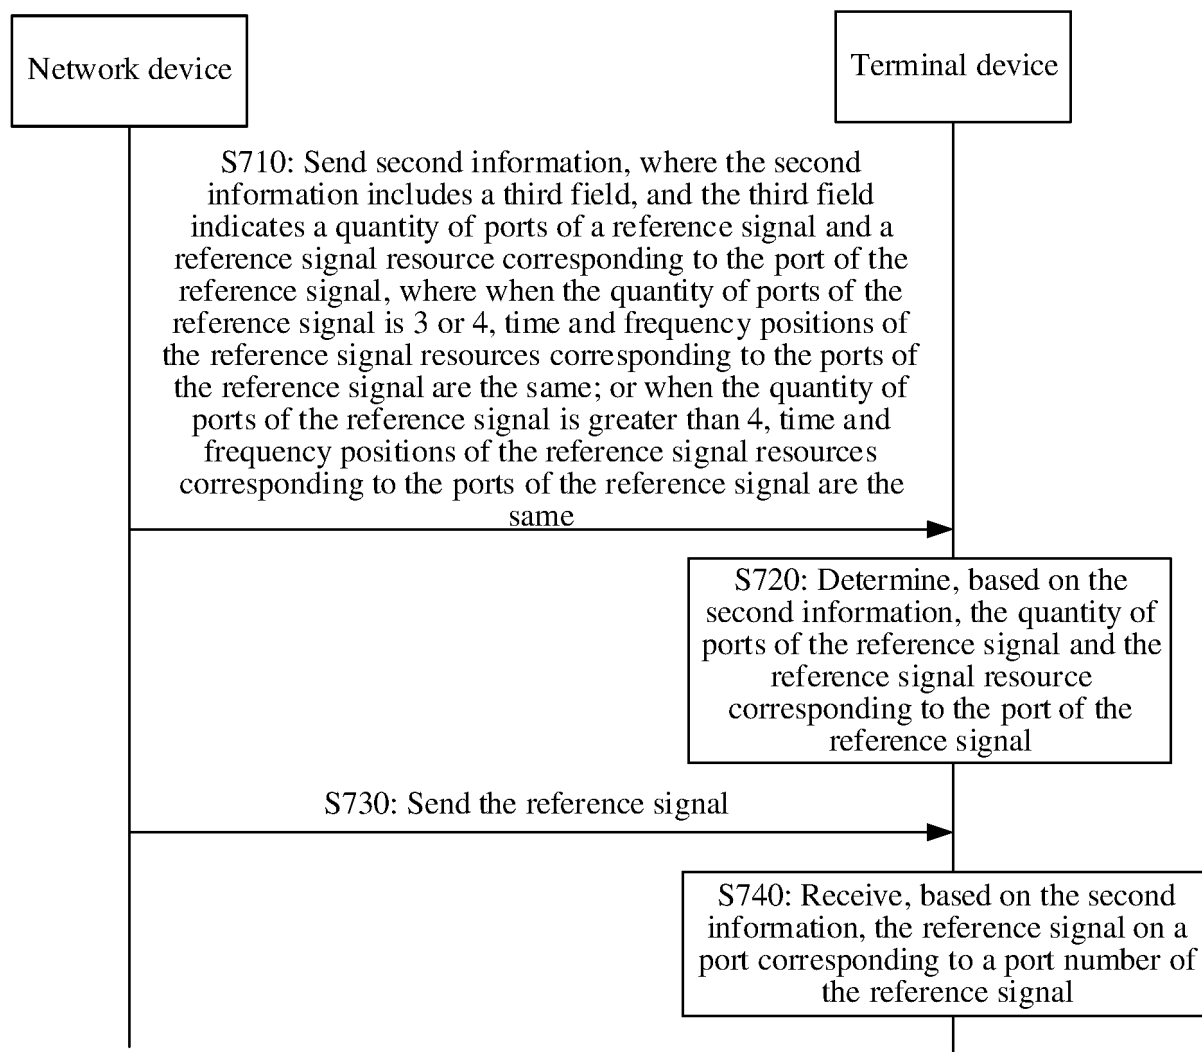 Network device
Terminal device
S710: Send second information, where the second
information includes a third field, and the third field
indicates a quantity of ports of a reference signal and a
reference signal resource corresponding to the port of the
reference signal, where when the quantity of ports of the
reference signal is 3 or 4, time and frequency positions of
the reference signal resources corresponding to the ports of
the reference signal are the same; or when the quantity of
ports of the reference signal is greater than 4, time and
frequency positions of the reference signal resources
corresponding to the ports of the reference signal are the
same
S720: Determine, based on the
second information, the quantity of
ports of the reference signal and the
reference signal resource
corresponding to the port of the
reference signal
S730: Send the reference signal
S740: Receive, based on the second
information, the reference signal on a
port corresponding to a port number of
the reference signal